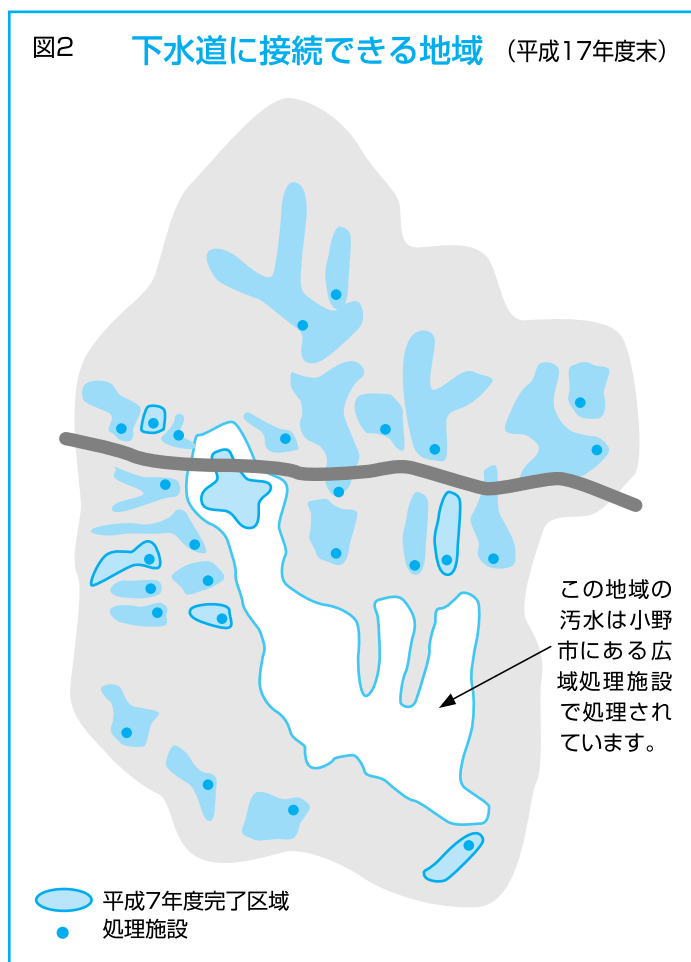 図2 下水道に接続できる地域 （平成17年度末）
この地域の
汚水は小野
市にある広
域処理施設
で処理され
ています。
平成7年度完了区域
処理施設